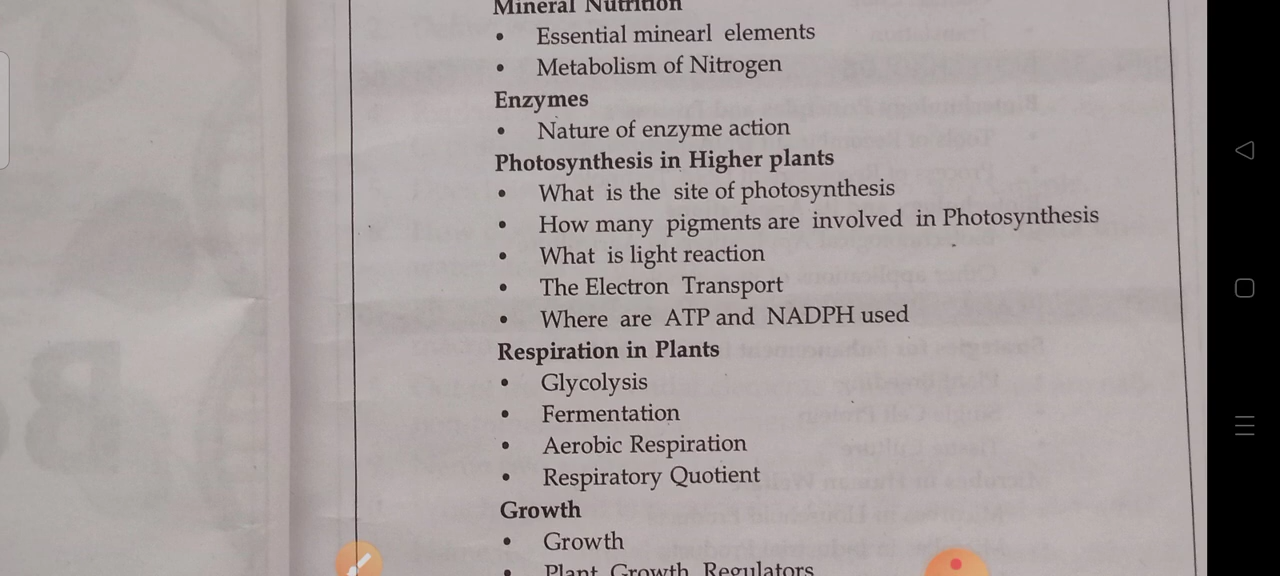 Mineral Nutrition
• Essential minearl elements
• Metabolism of Nitrogen
Enzymes
• Nature of enzyme action
Photosynthesis in Higher plants
• What is the site of photosynthesis
• How many pigments are involved in Photosynthesis
• What is light reaction
• The Electron Transport
• Where are ATP and NADPH used
Respiration in Plants
• Glycolysis
• Fermentation
• Aerobic Respiration
• Respiratory Quotient
Growth
• Growth
• Plant Growth Regulators